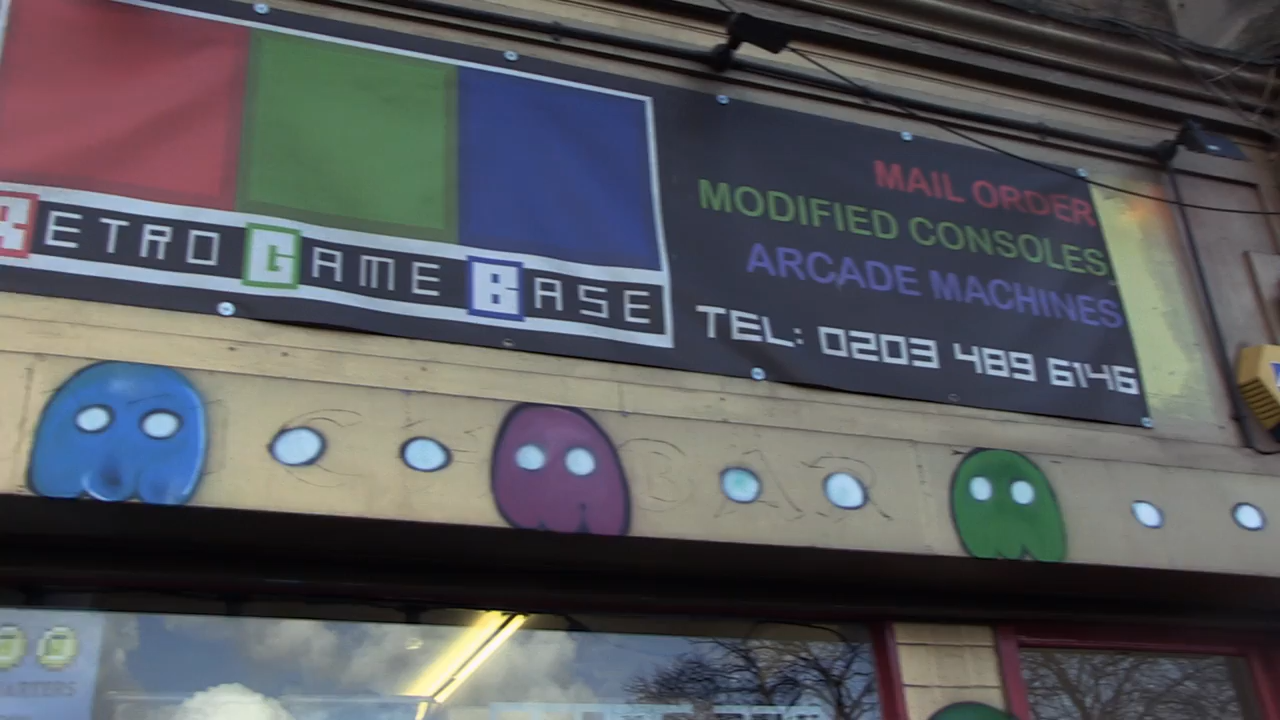 RETRO GAME BASE
MAIL ORDER
MODIFIED CONSOLES
ARCADE MACHINES
TEL: 0203 489 6146